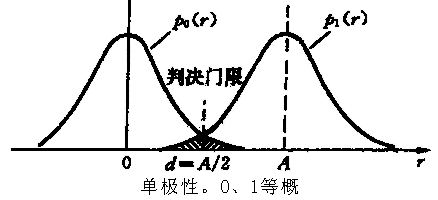 p₀(r)
p₁(r)
判决门限
0
d=A/2
A
r
单极性。0、1等概